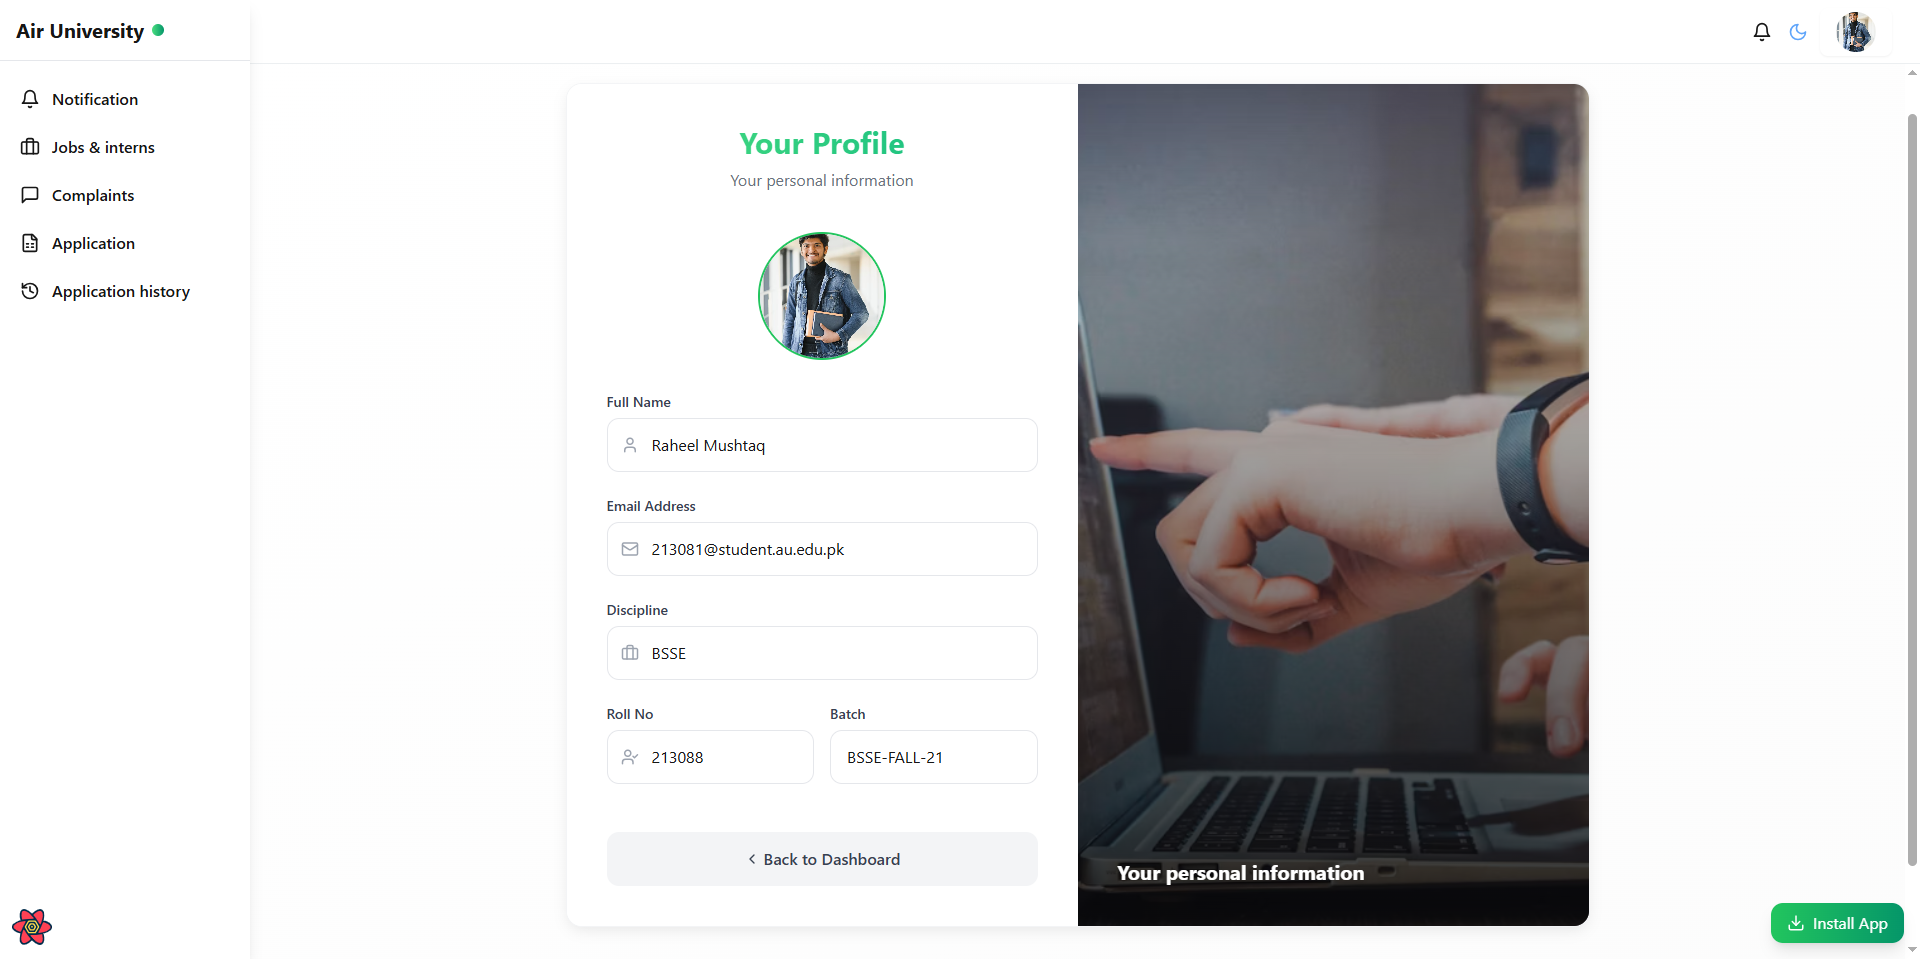 Air University
Notification
Jobs & interns
Complaints
Application
Application history
Your Profile
Your personal information
Full Name
Raheel Mushtaq
Email Address
213081@student.au.edu.pk
Discipline
BSSE
Roll No
Batch
213088
BSSE-FALL-21
Back to Dashboard
Your personal information
Install App